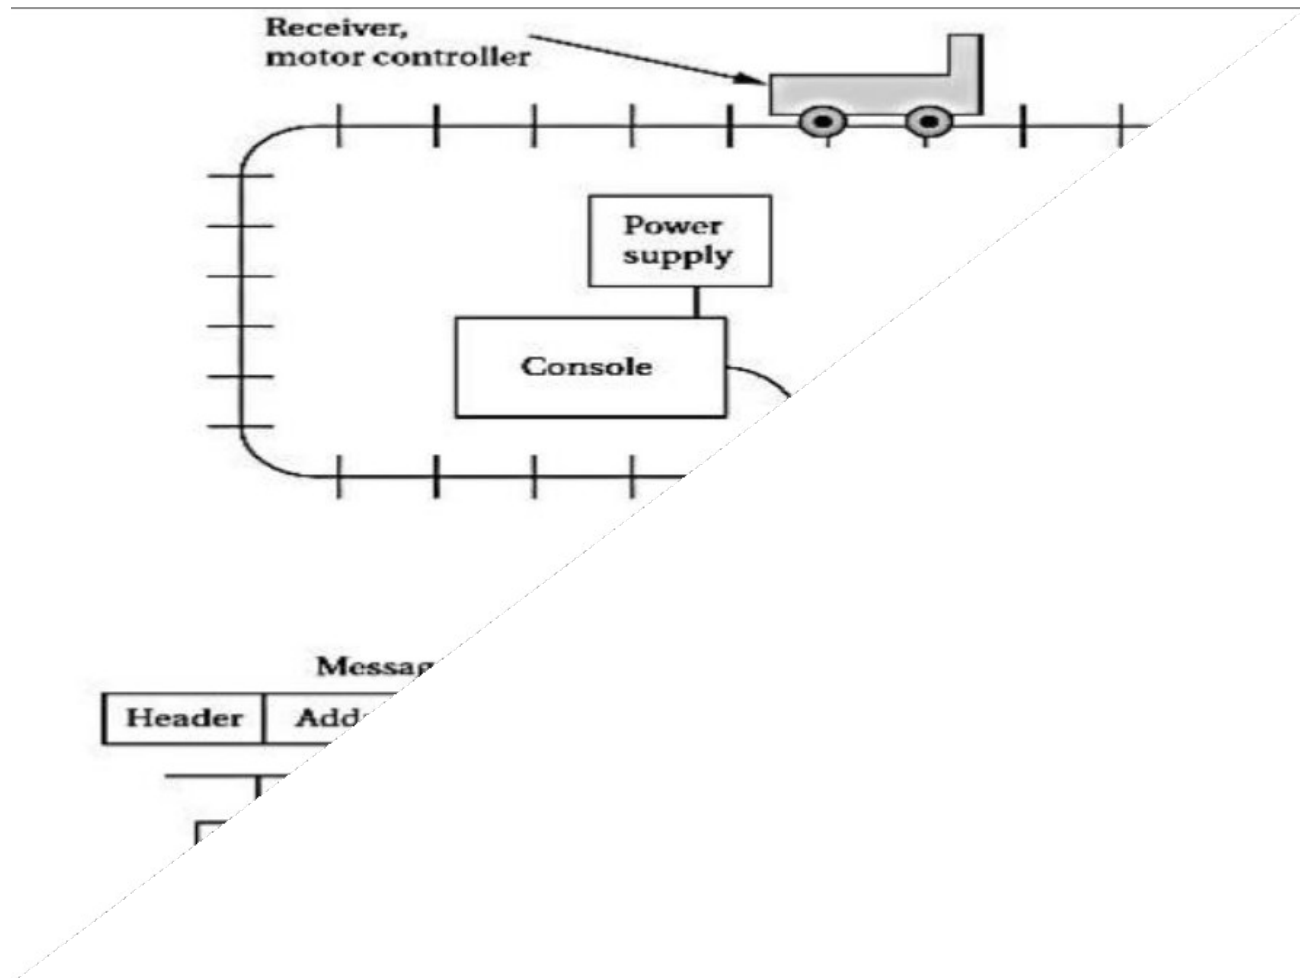 Receiver,
motor controller
Power
supply
Console
Header